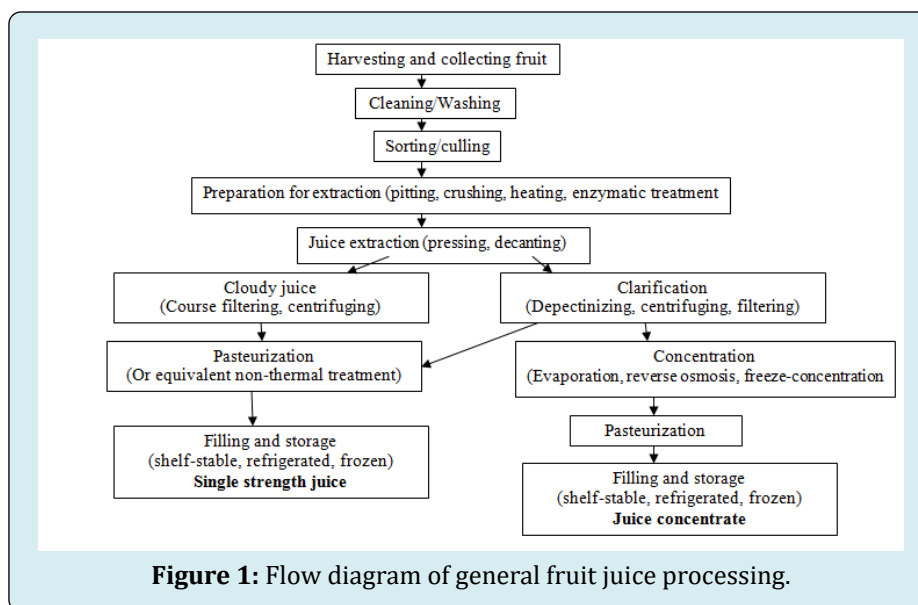 Harvesting and collecting fruit
Cleaning/Washing
Sorting/culling
Preparation for extraction (pitting, crushing, heating, enzymatic treatment
Juice extraction (pressing, decanting)
Cloudy juice
(Course filtering, centrifuging)
Clarification
(Depectinizing, centrifuging, filtering)
Pasteurization
(Or equivalent non-thermal treatment)
Concentration
(Evaporation, reverse osmosis, freeze-concentration
Pasteurization
Filling and storage
(shelf-stable, refrigerated, frozen)
Single strength juice
Filling and storage
(shelf-stable, refrigerated, frozen)
Juice concentrate
Figure 1: Flow diagram of general fruit juice processing.